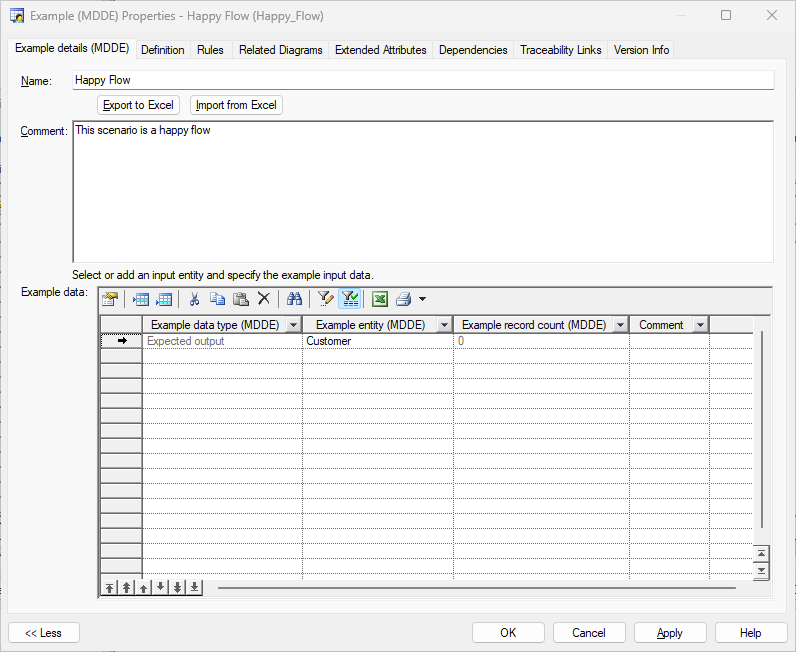 Example (MDDE) Properties - Happy Flow (Happy_Flow)
Example details (MDDE) Definition Rules Related Diagrams Extended Attributes Dependencies Traceability Links Version Info
Name: Happy Flow
Export to Excel Import from Excel
Comment: This scenario is a happy flow
Select or add an input entity and specify the example input data.
Example data:
Example data type (MDDE) Example entity (MDDE) Example record count (MDDE) Comment
Expected output Customer 0
<< Less OK Cancel Apply Help